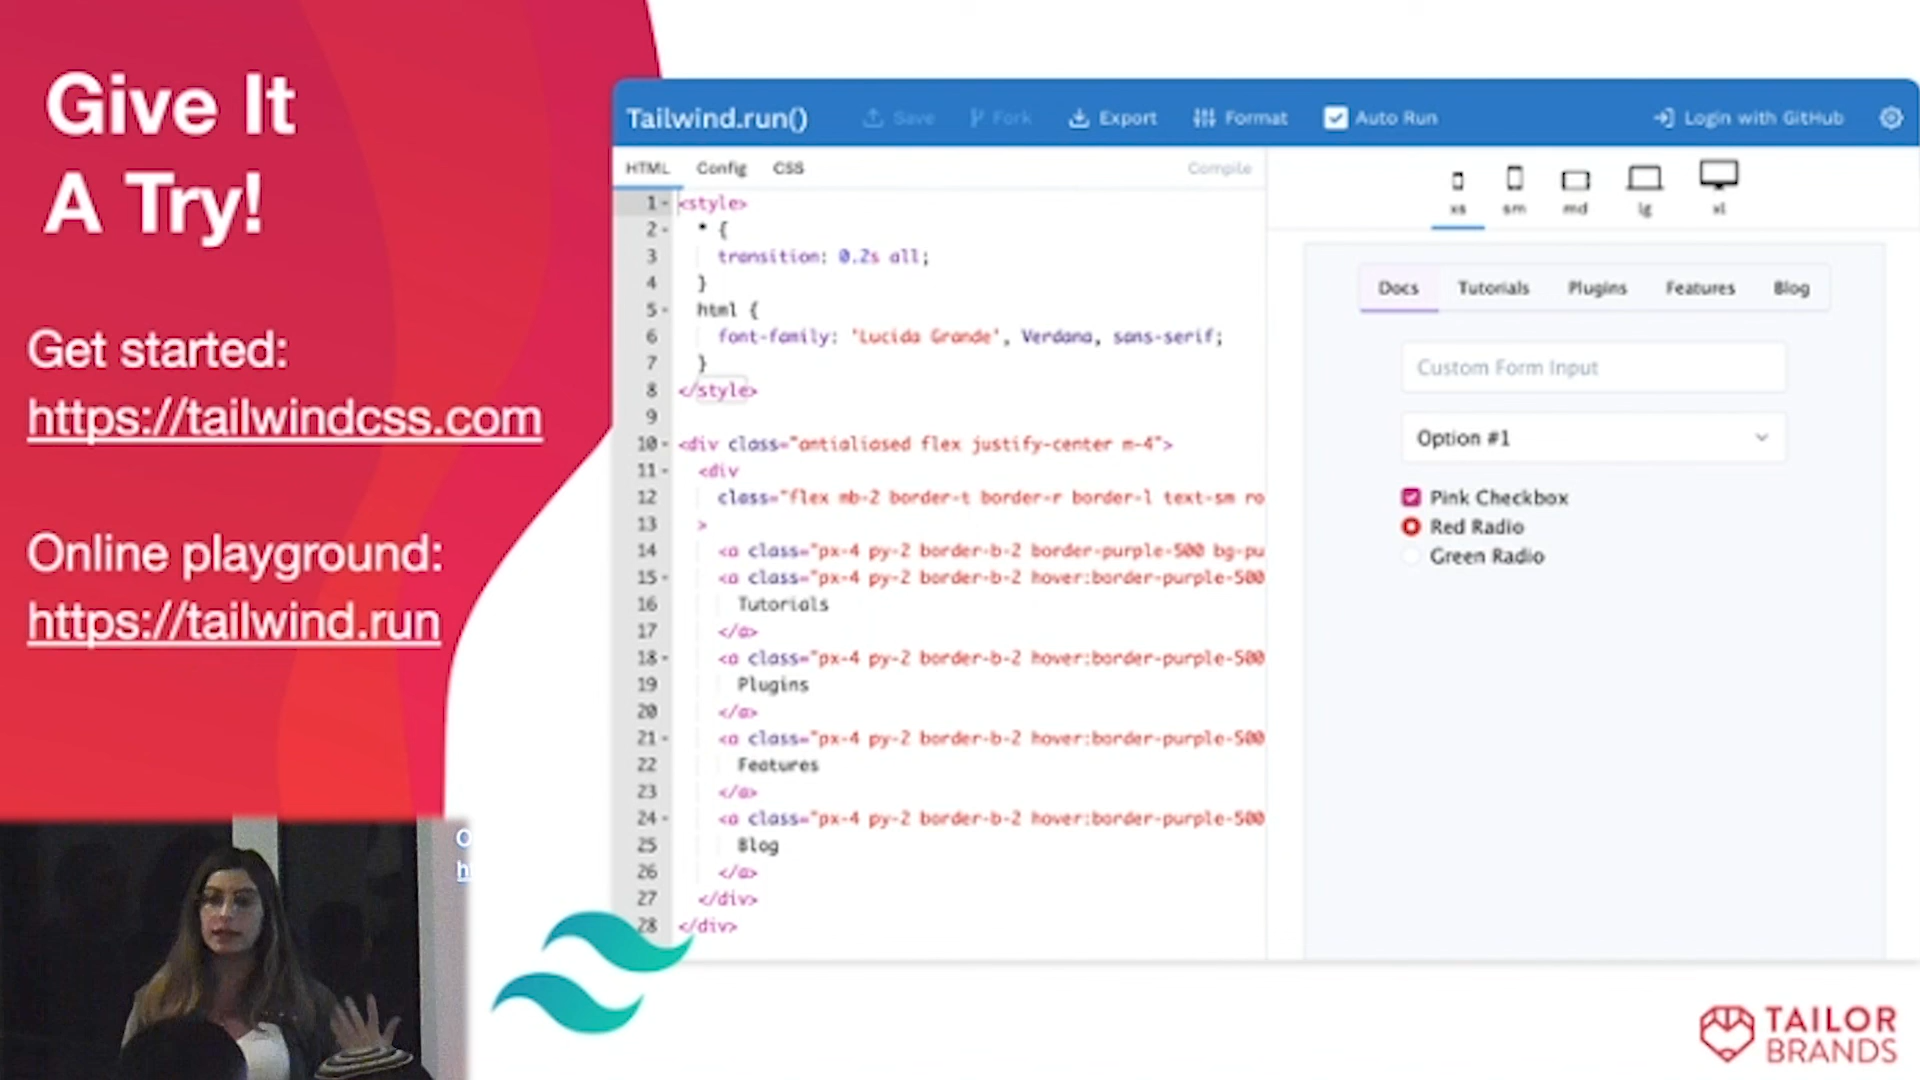 Give It
A Try!
Get started:
https://tailwindcss.com
Online playground:
https://tailwind.run
Tailwind.run()
Save
Fork
Export
Format
Auto Run
Login with GitHub
HTML
Config
CSS
Compile
1 <style>
2 * {
3 transition: 0.2s all;
4 }
5 html {
6 font-family: 'Lucida Grande', Verdana, sans-serif;
7 }
8 </style>
9
10 <div class="antialiased flex justify-center m-4">
11 <div
12 class="flex mb-2 border-t border-r border-l text-sm ro
13 >
14 <a class="px-4 py-2 border-b-2 border-purple-500 bg-pu
15 <a class="px-4 py-2 border-b-2 hover:border-purple-500
16 Tutorials
17 </a>
18 <a class="px-4 py-2 border-b-2 hover:border-purple-500
19 Plugins
20 </a>
21 <a class="px-4 py-2 border-b-2 hover:border-purple-500
22 Features
23 </a>
24 <a class="px-4 py-2 border-b-2 hover:border-purple-500
25 Blog
26 </a>
27 </div>
28 </div>
xs
sm
md
lg
xl
Docs
Tutorials
Plugins
Features
Blog
Custom Form Input
Option #1
Pink Checkbox
Red Radio
Green Radio
TAILOR
BRANDS